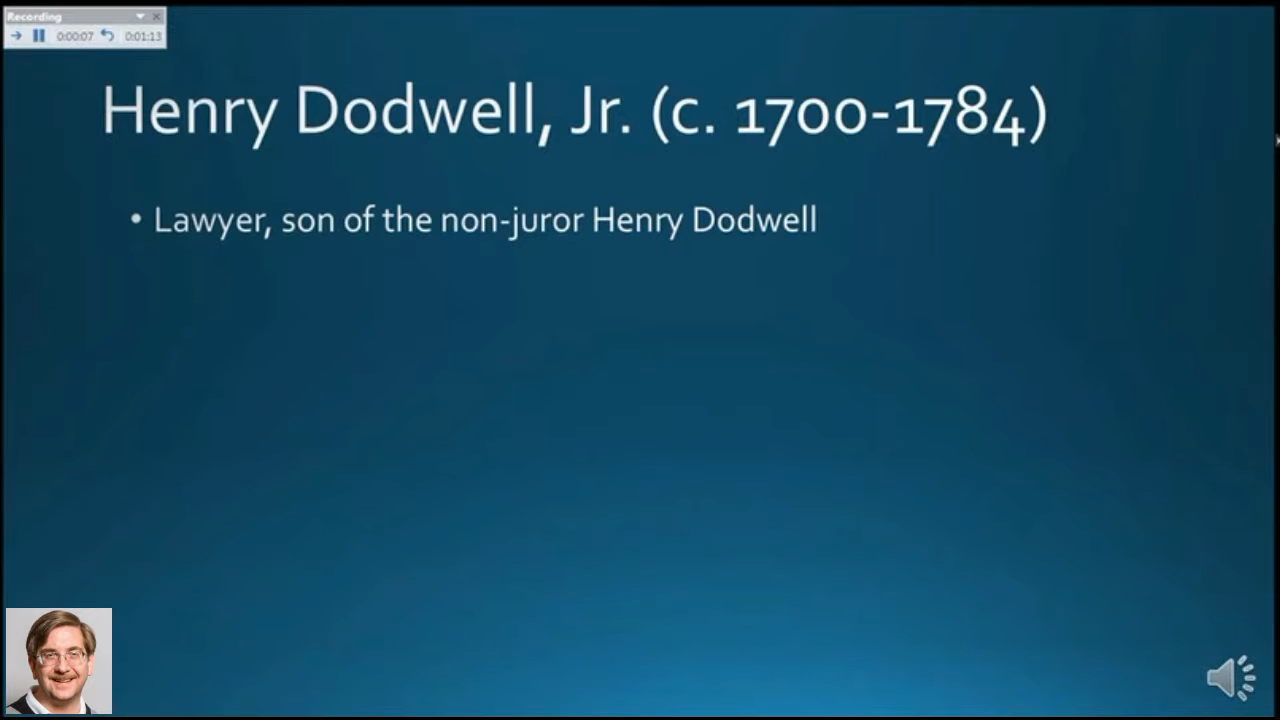 Recording
0:00:07 0:01:13
Henry Dodwell, Jr. (c. 1700-1784)
• Lawyer, son of the non-juror Henry Dodwell